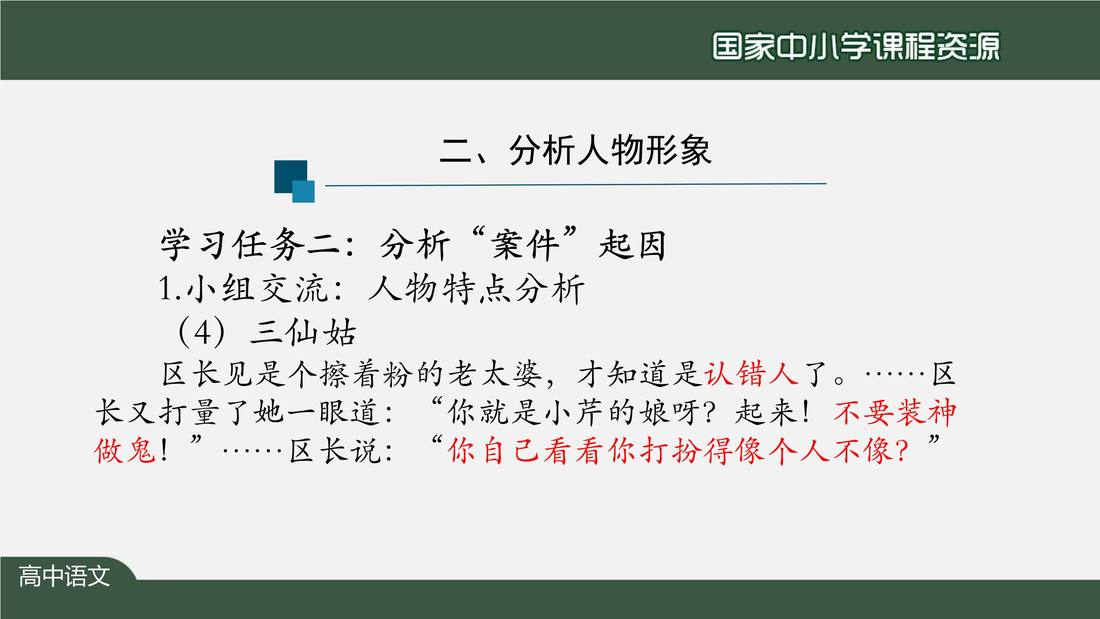 国家中小学课程资源
二、分析人物形象
学习任务二：分析“案件”起因
1.小组交流：人物特点分析
（4）三仙姑
区长见是个擦着粉的老太婆，才知道是认错人了。……区
长又打量了她一眼道：“你就是小芹的娘呀？起来！不要装神
做鬼！”……区长说：“你自己看看你打扮得像个人不像？”
高中语文